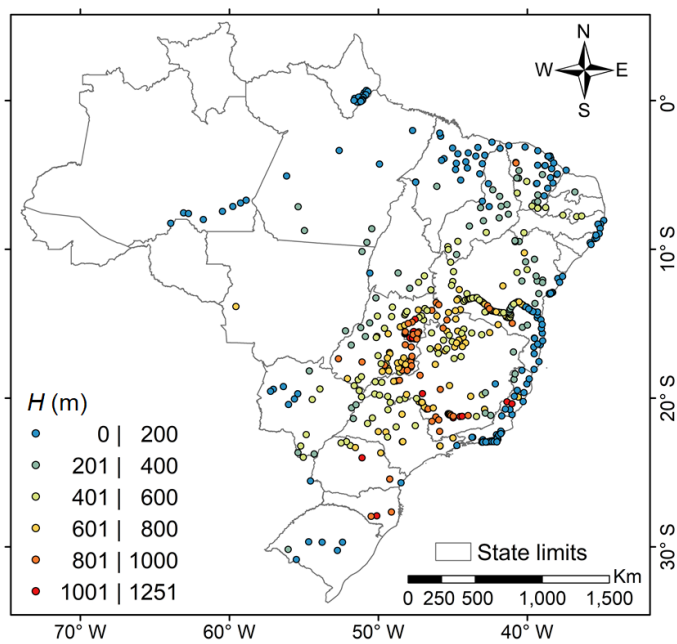 N
W E
S
0°
10° S
20° S
30° S
H (m)
0 | 200
201 | 400
401 | 600
601 | 800
801 | 1000
1001 | 1251
State limits
Km
0 250 500 1,000 1,500
70° W 60° W 50° W 40° W